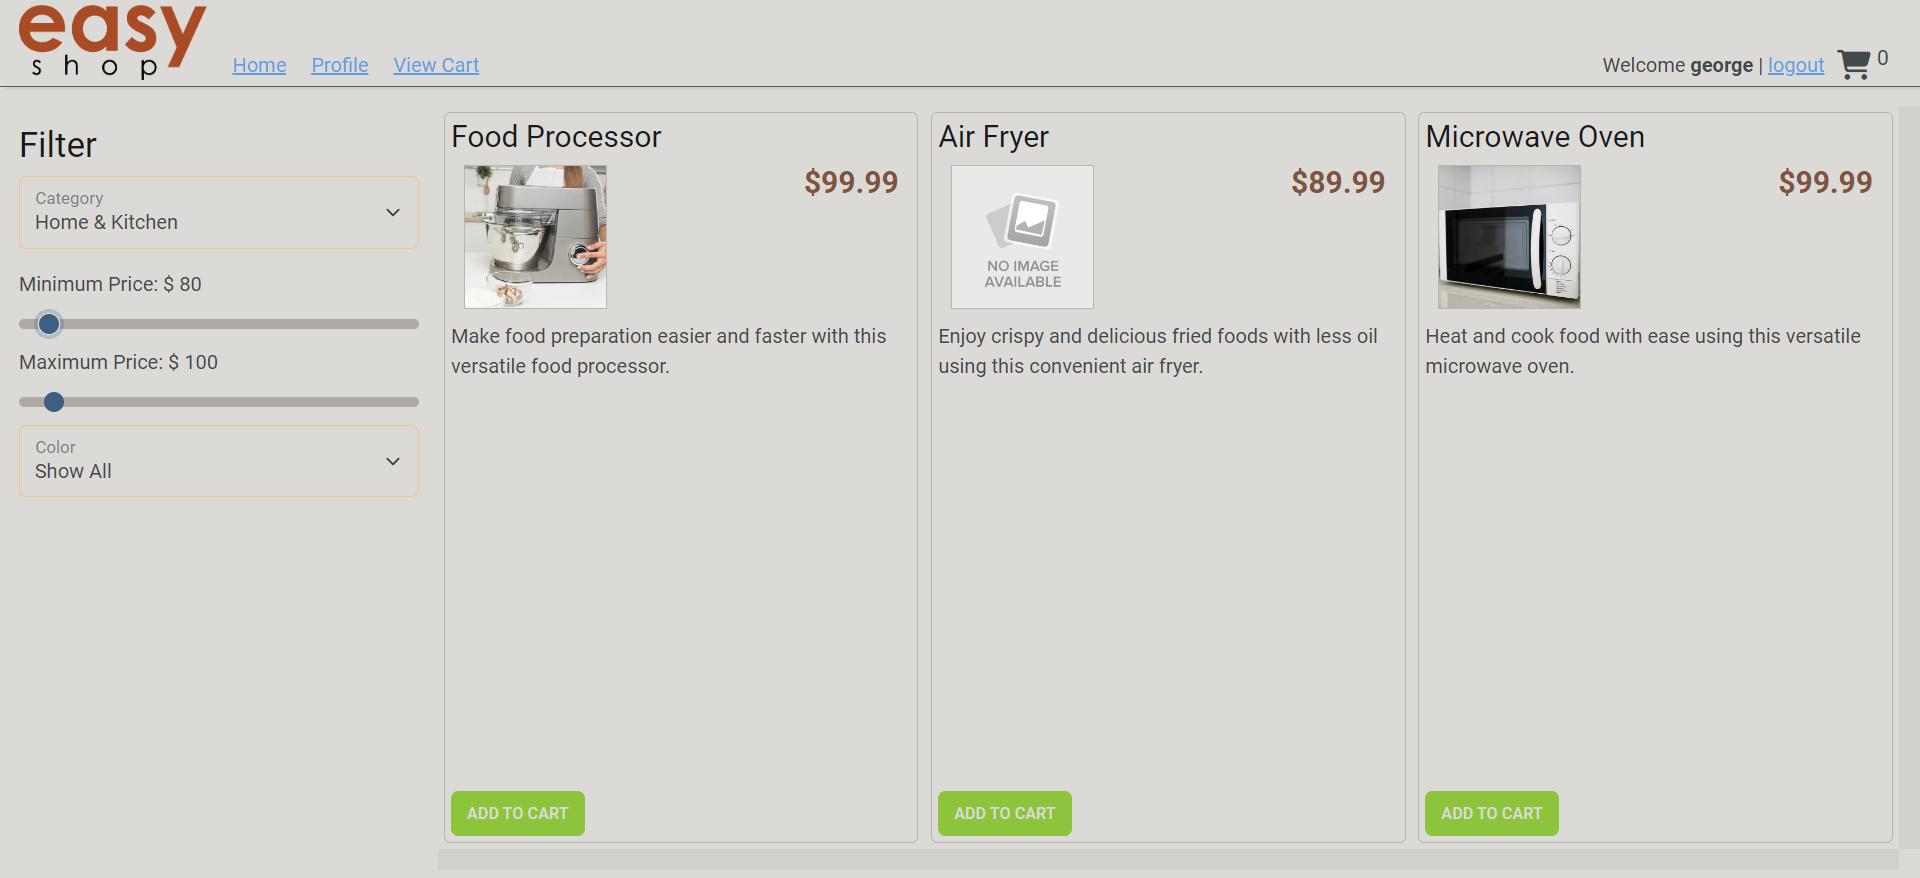 easy
shop
Home Profile View Cart
Welcome george | logout 0
Filter
Category
Home & Kitchen
Minimum Price: $ 80
Maximum Price: $ 100
Color
Show All
Food Processor
$99.99
Make food preparation easier and faster with this
versatile food processor.
ADD TO CART
Air Fryer
NO IMAGE
AVAILABLE
$89.99
Enjoy crispy and delicious fried foods with less oil
using this convenient air fryer.
ADD TO CART
Microwave Oven
$99.99
Heat and cook food with ease using this versatile
microwave oven.
ADD TO CART